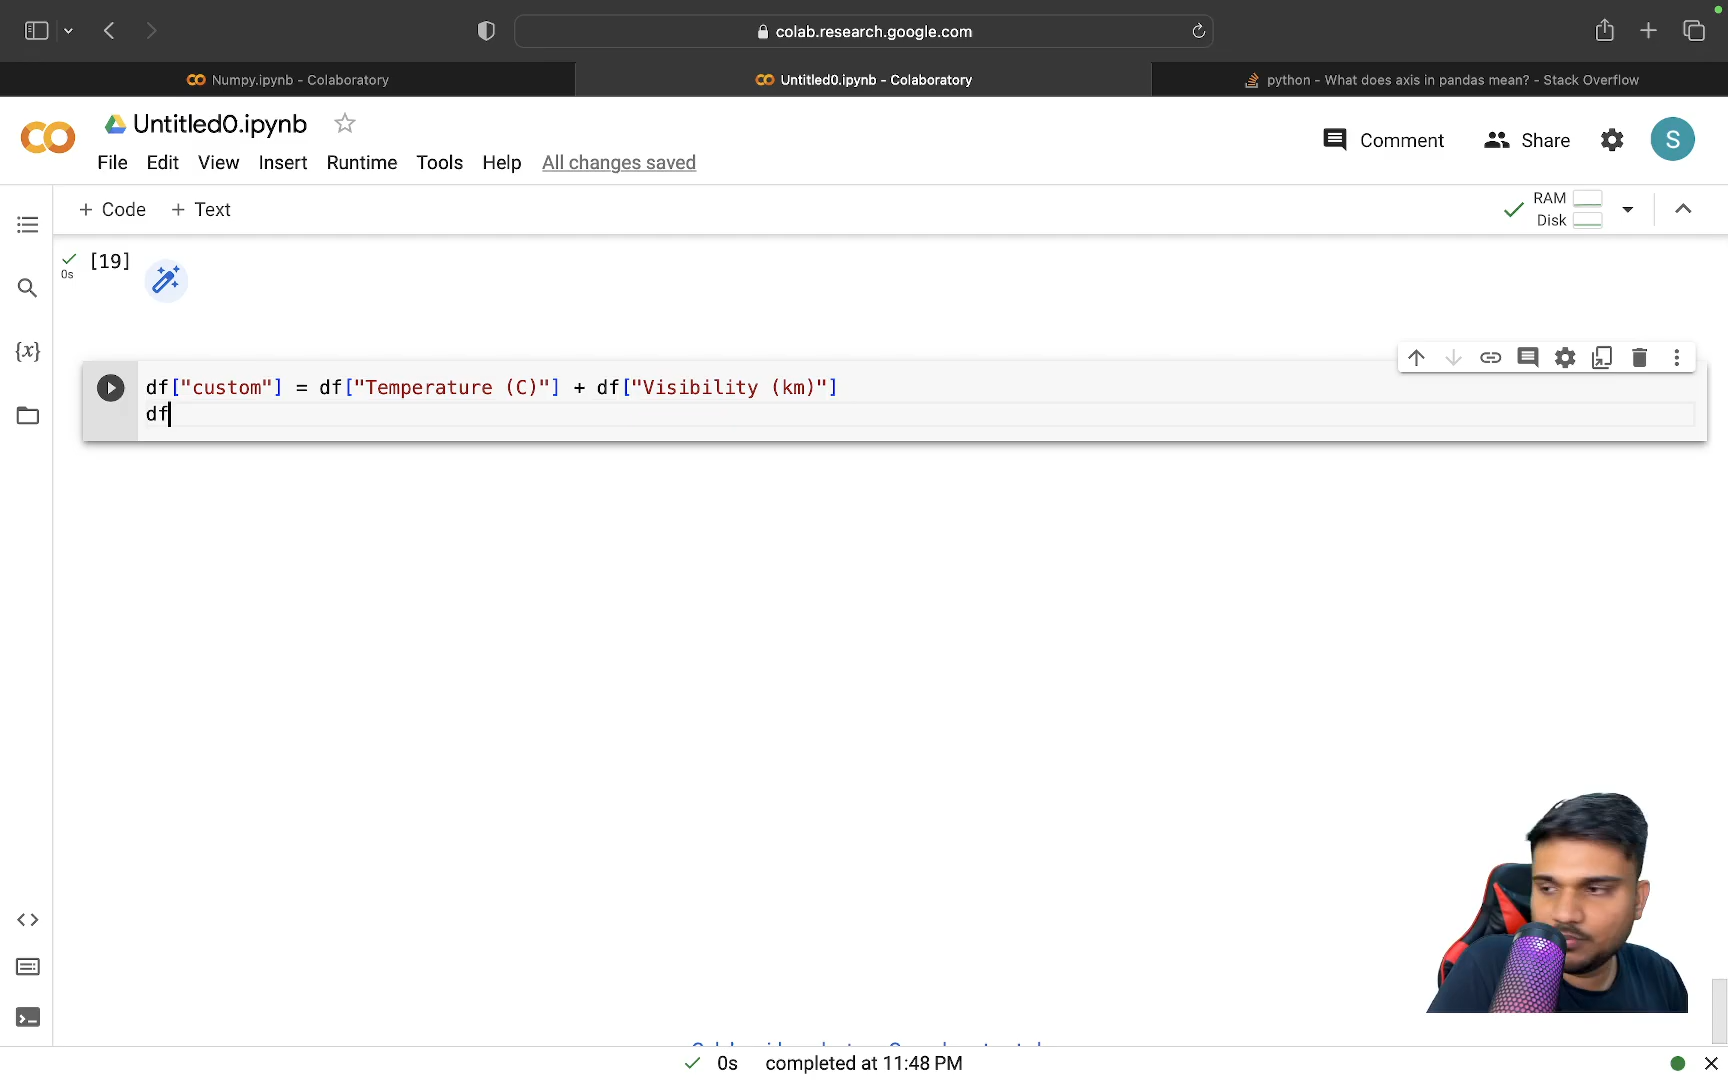 colab.research.google.com
Numpy.ipynb - Colaboratory
Untitled0.ipynb - Colaboratory
python - What does axis in pandas mean? - Stack Overflow
Untitled0.ipynb
Comment
Share
S
File Edit View Insert Runtime Tools Help All changes saved
+ Code + Text
RAM
Disk
[19]
0s
{x}
df["custom"] = df["Temperature (C)"] + df["Visibility (km)"]
df
0s completed at 11:48 PM